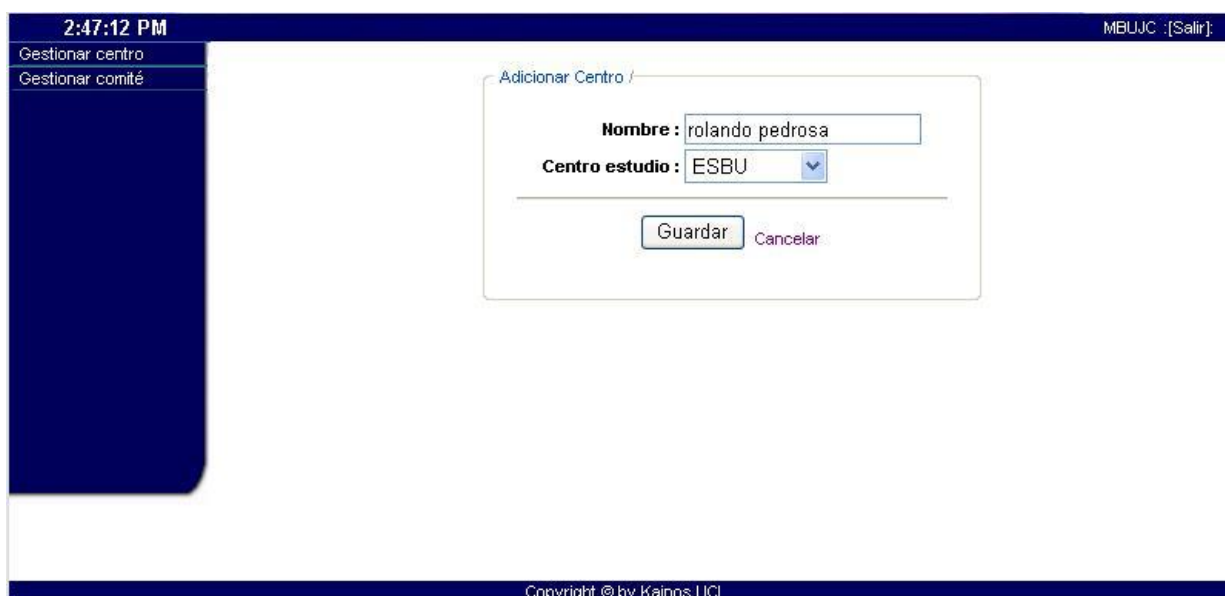 2:47:12 PM
MBUJC :[Salir]:
Gestionar centro
Gestionar comité
Adicionar Centro /
Nombre : rolando pedrosa
Centro estudio : ESBU
Guardar Cancelar
Copyright © by Kainos UCI